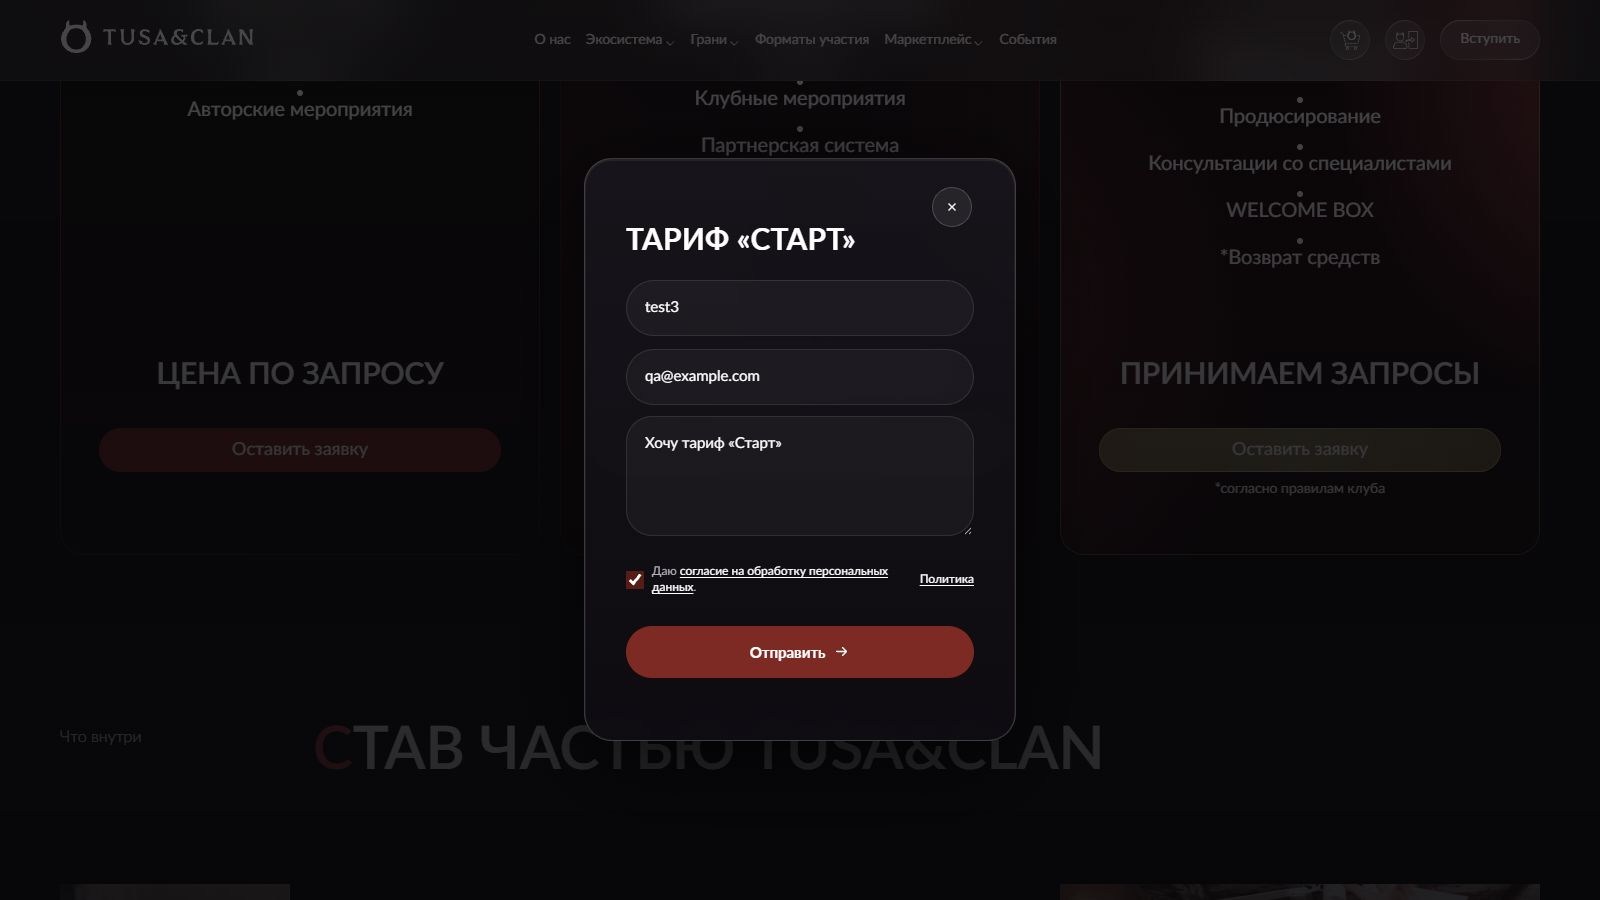 TUSA&CLAN
О нас Экосистема Грани Форматы участия Маркетплейс События
Вступить
Авторские мероприятия
Клубные мероприятия
Партнерская система
Продюсирование
Консультации со специалистами
WELCOME BOX
*Возврат средств
ТАРИФ «СТАРТ»
test3
qa@example.com
Хочу тариф «Старт»
Даю согласие на обработку персональных
данных.
Политика
Отправить →
ЦЕНА ПО ЗАПРОСУ
Оставить заявку
ПРИНИМАЕМ ЗАПРОСЫ
Оставить заявку
*согласно правилам клуба
Что внутри
СТАВ ЧАСТЬЮ TUSA&CLAN